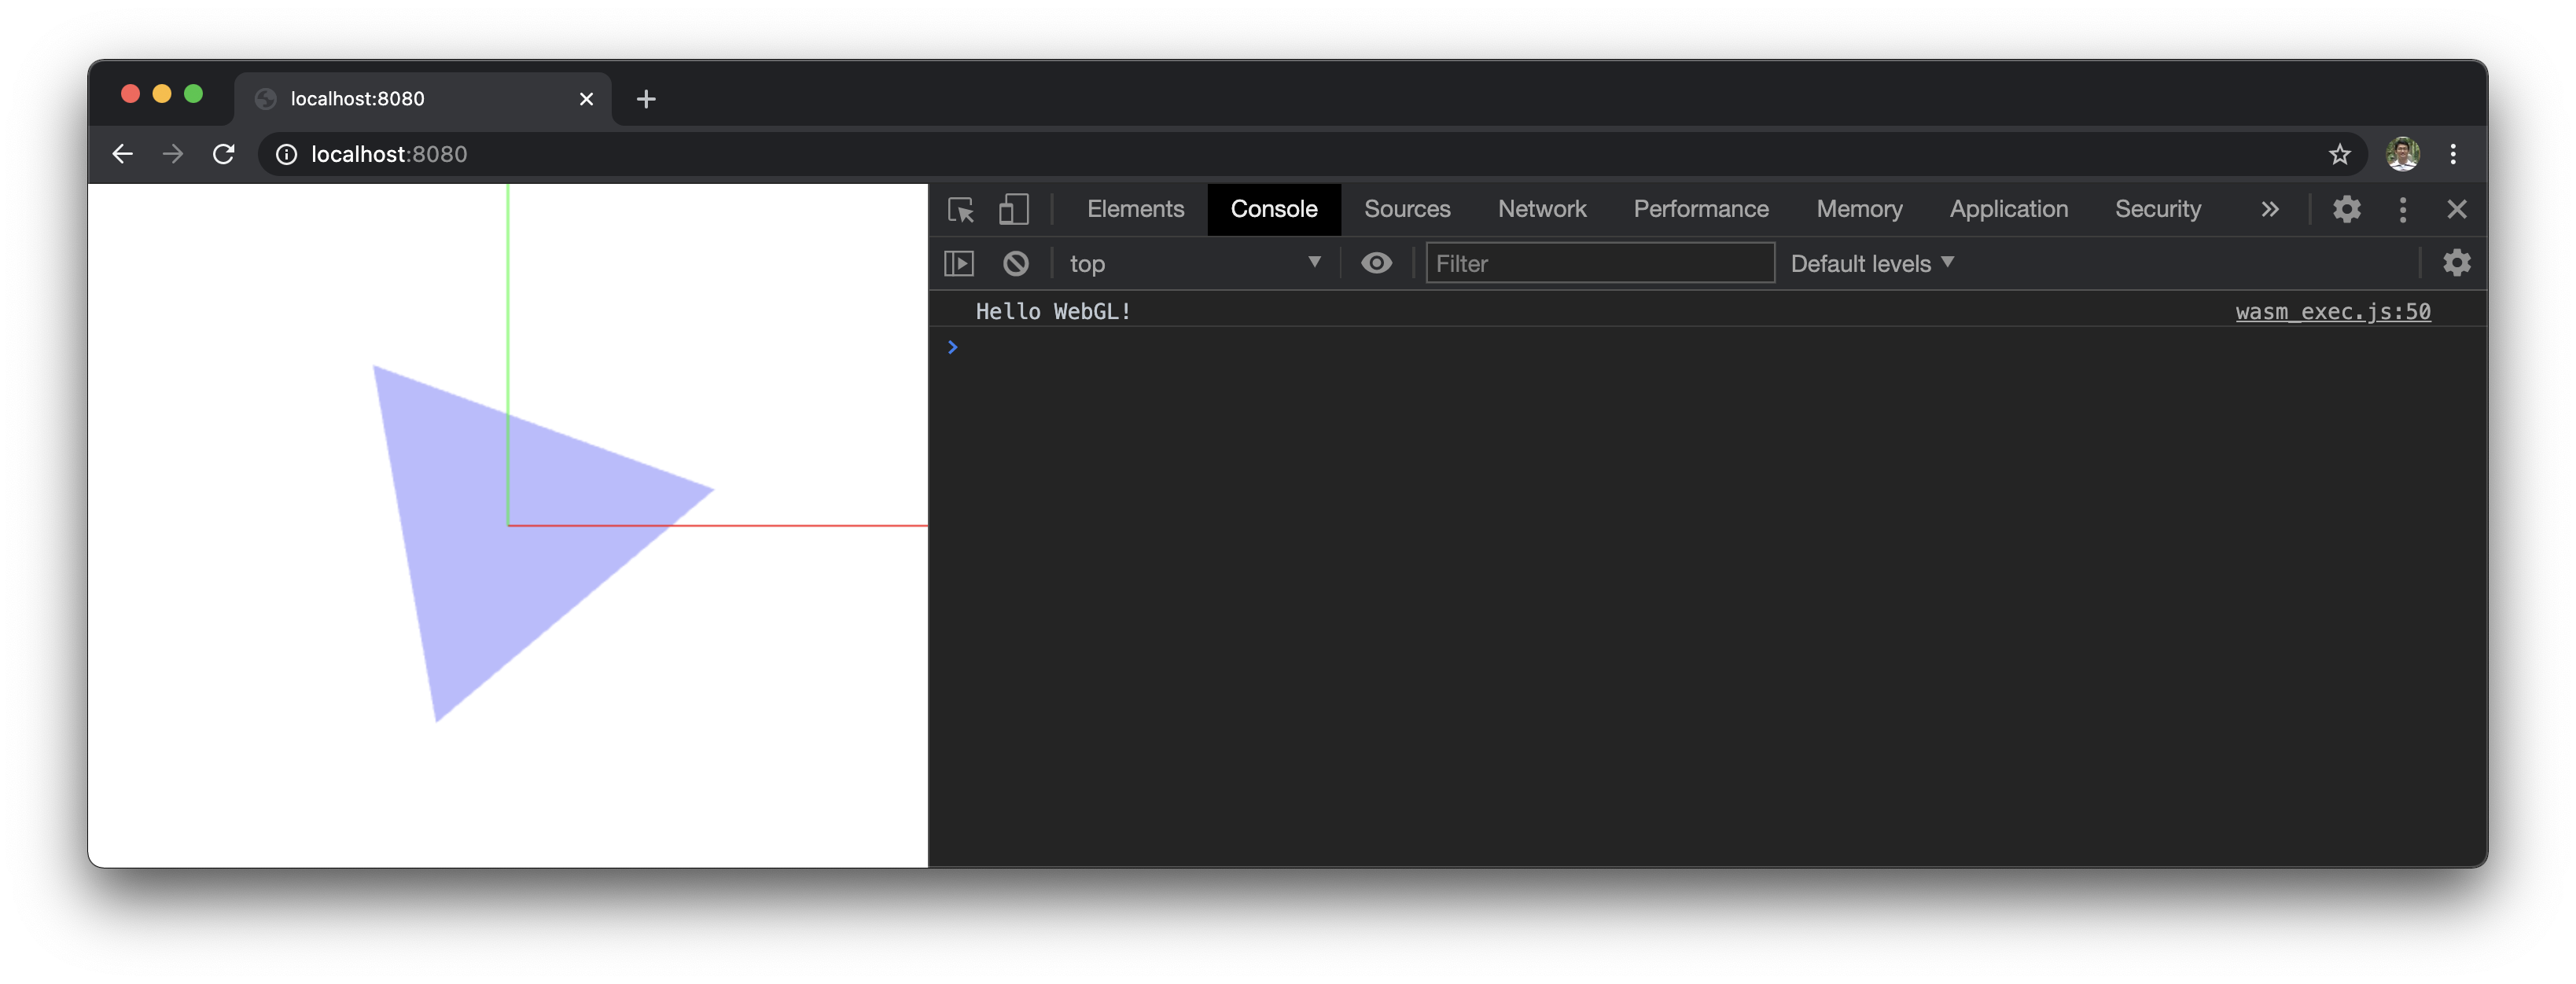 localhost:8080
localhost:8080
Elements Console Sources Network Performance Memory Application Security
top Filter Default levels
Hello WebGL! wasm_exec.js:50